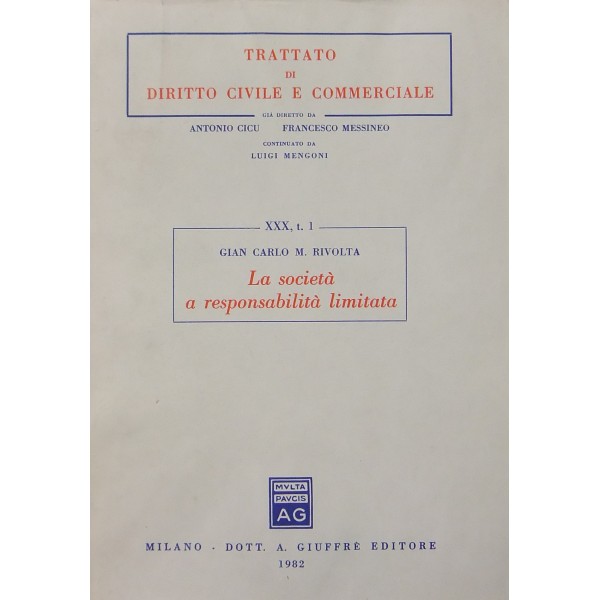 TRATTATO
DI
DIRITTO CIVILE E COMMERCIALE
GIÀ DIRETTO DA
ANTONIO CICU FRANCESCO MESSINEO
CONTINUATO DA
LUIGI MENGONI
XXX, t. 1
GIAN CARLO M. RIVOLTA
La società
a responsabilità limitata
MVLTA
PAVCIS
AG
MILANO - DOTT. A. GIUFFRÈ EDITORE
1982